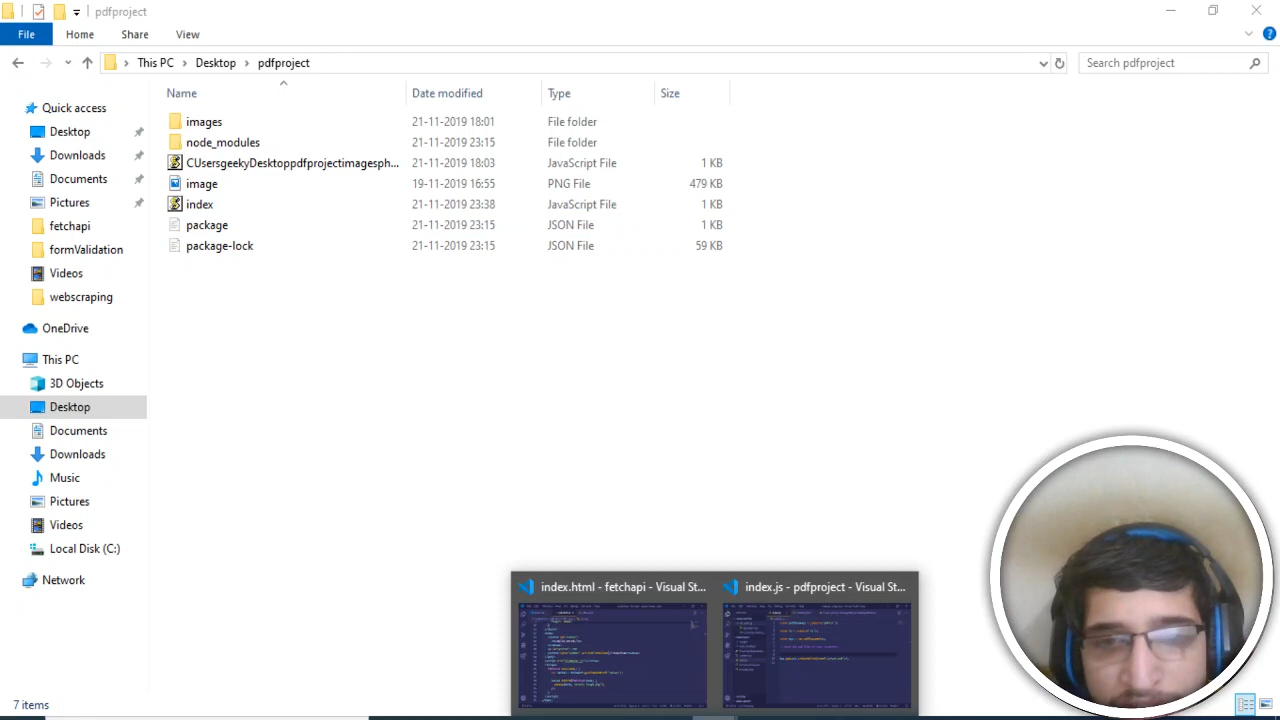 pdfproject
File Home Share View
This PC Desktop pdfproject
Search pdfproject
Name Date modified Type Size
Quick access
Desktop
Downloads
Documents
Pictures
fetchapi
formValidation
Videos
webscraping
OneDrive
This PC
3D Objects
Desktop
Documents
Downloads
Music
Pictures
Videos
Local Disk (C:)
Network
images 21-11-2019 18:01 File folder
node_modules 21-11-2019 23:15 File folder
CUsersgeekyDesktoppdfprojectimagesph... 21-11-2019 18:03 JavaScript File 1 KB
image 19-11-2019 16:55 PNG File 479 KB
index 21-11-2019 23:38 JavaScript File 1 KB
package 21-11-2019 23:15 JSON File 1 KB
package-lock 21-11-2019 23:15 JSON File 59 KB
index.html - fetchapi - Visual St... index.js - pdfproject - Visual St...
7 items